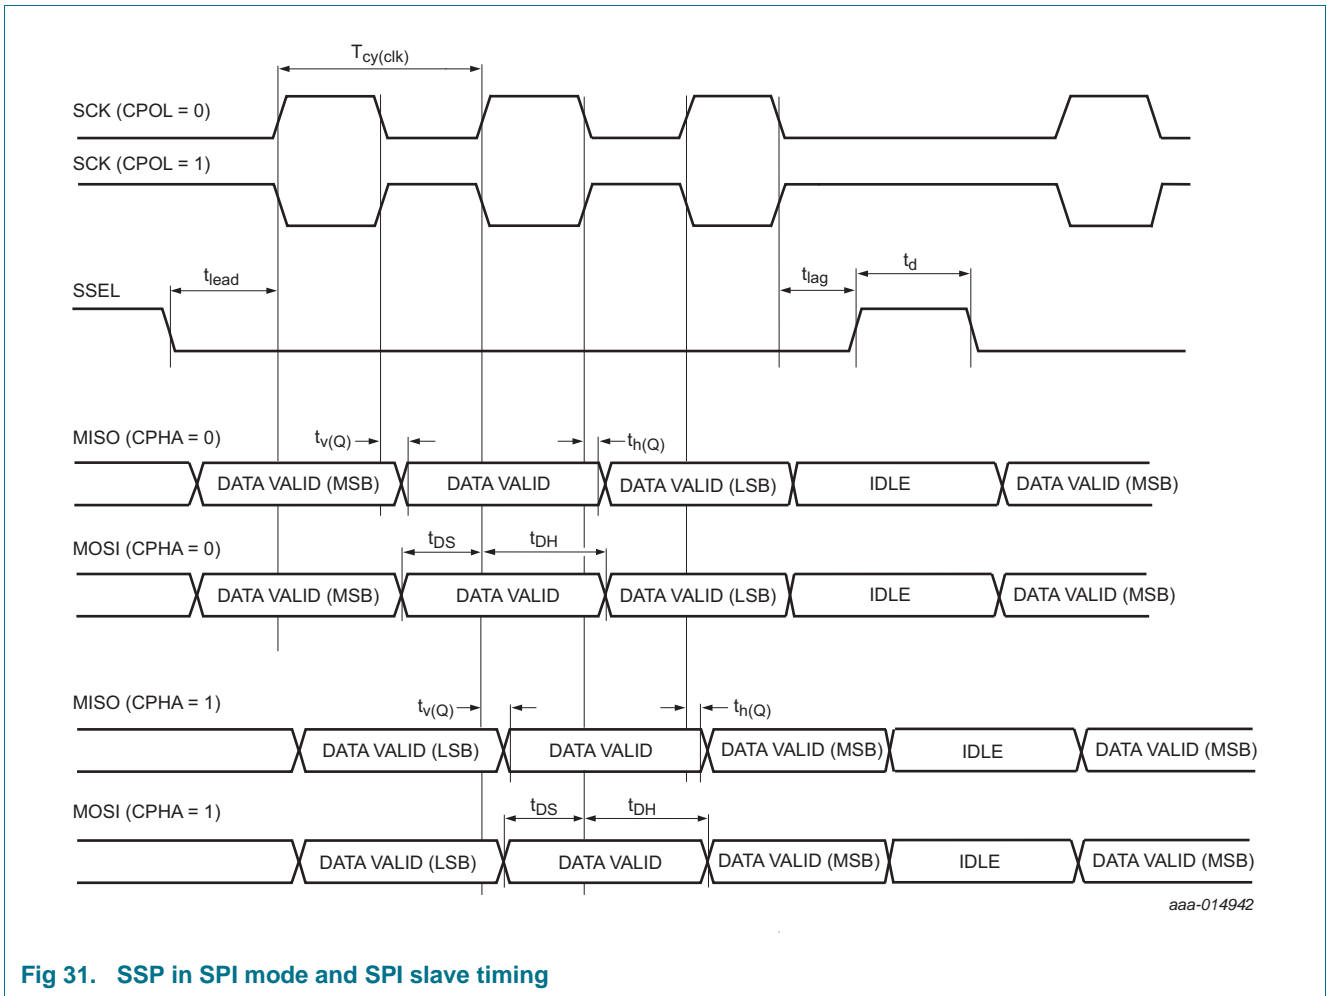 Tcy(clk)
SCK (CPOL = 0)
SCK (CPOL = 1)
SSEL
tlead
tlag
td
MISO (CPHA = 0)
tv(Q)
th(Q)
DATA VALID (MSB)
DATA VALID
DATA VALID (LSB)
IDLE
DATA VALID (MSB)
MOSI (CPHA = 0)
tDS
tDH
DATA VALID (MSB)
DATA VALID
DATA VALID (LSB)
IDLE
DATA VALID (MSB)
MISO (CPHA = 1)
tv(Q)
th(Q)
DATA VALID (LSB)
DATA VALID
DATA VALID (MSB)
IDLE
DATA VALID (MSB)
MOSI (CPHA = 1)
tDS
tDH
DATA VALID (LSB)
DATA VALID
DATA VALID (MSB)
IDLE
DATA VALID (MSB)
aaa-014942
Fig 31. SSP in SPI mode and SPI slave timing